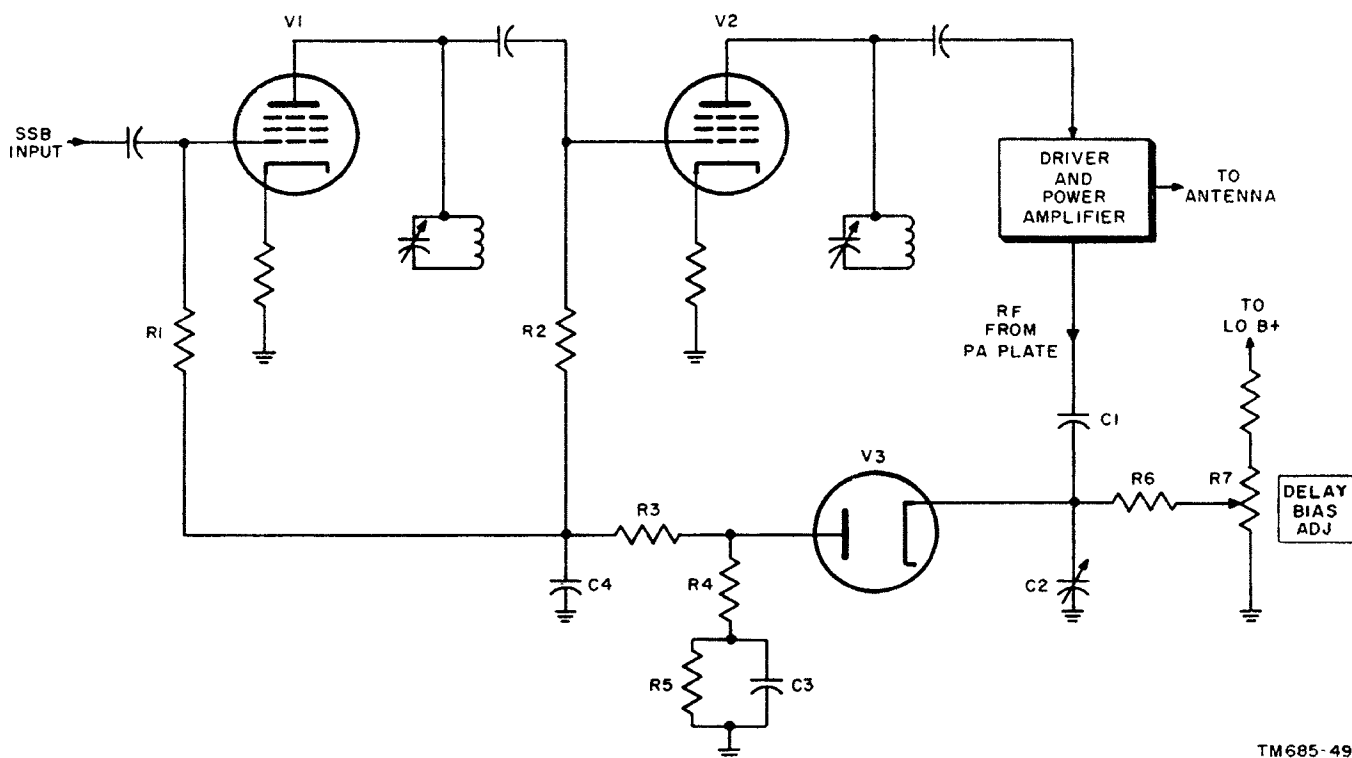 V1
V2
SSB
INPUT
DRIVER
AND
POWER
AMPLIFIER
TO
ANTENNA
R1
R2
RF
FROM
PA PLATE
TO
LO B+
C1
V3
R3
R6
R7
DELAY
BIAS
ADJ
C4
R4
C2
R5
C3
TM685-49